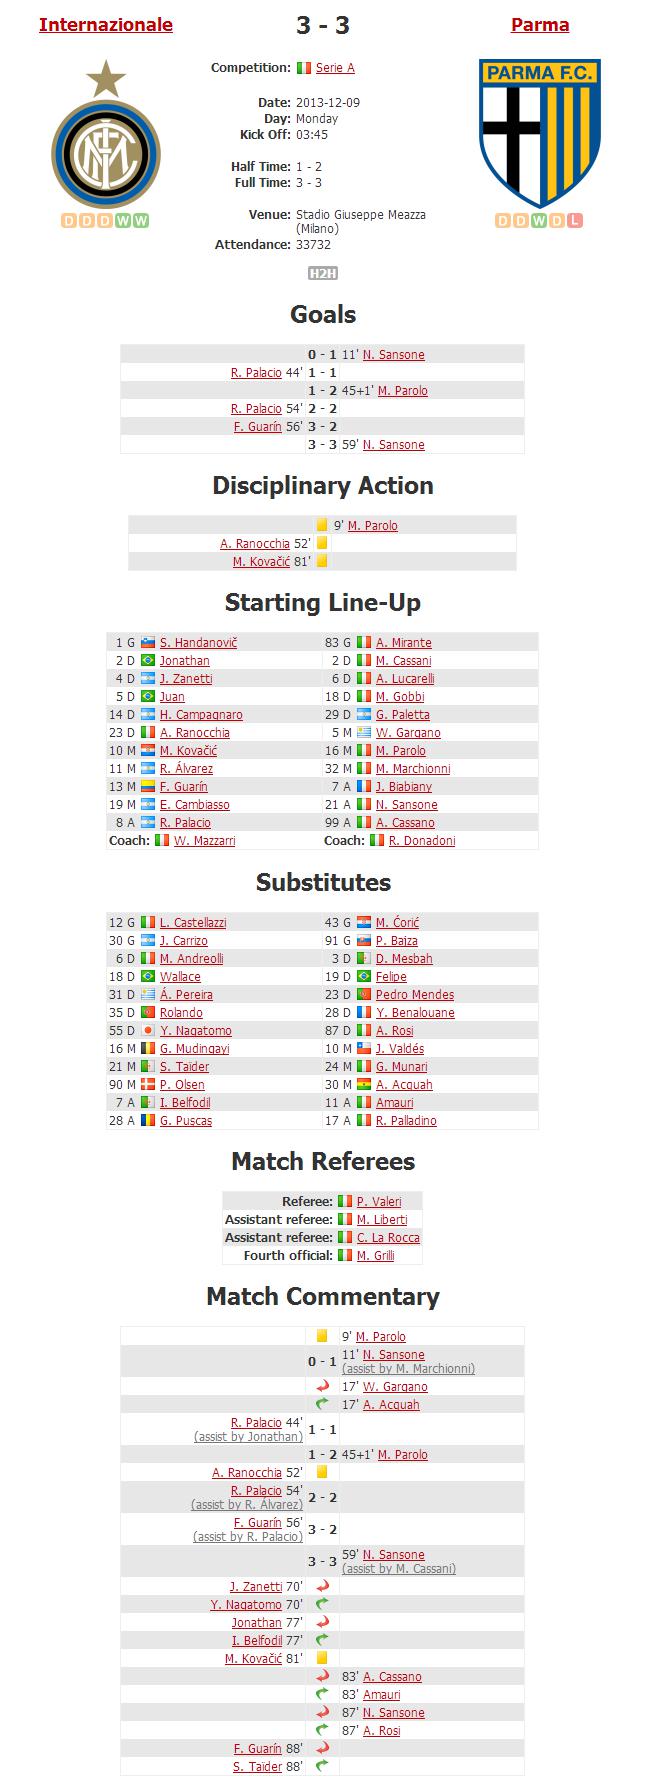 Internazionale 3 - 3 Parma
Competition: Serie A
PARMA F.C.
Date: 2013-12-09
Day: Monday
Kick Off: 03:45
Half Time: 1 - 2
Full Time: 3 - 3
D D D W W
Venue: Stadio Giuseppe Meazza
(Milano)
D D W D L
Attendance: 33732
H2H
Goals
0 - 1 11' N. Sansone
R. Palacio 44' 1 - 1
1 - 2 45+1' M. Parolo
R. Palacio 54' 2 - 2
F. Guarín 56' 3 - 2
3 - 3 59' N. Sansone
Disciplinary Action
9' M. Parolo
A. Ranocchia 52'
M. Kovačić 81'
Starting Line-Up
1 G S. Handanovič 83 G A. Mirante
2 D Jonathan 2 D M. Cassani
4 D J. Zanetti 6 D A. Lucarelli
5 D Juan 18 D M. Gobbi
14 D H. Campagnaro 29 D G. Paletta
23 D A. Ranocchia 5 M W. Gargano
10 M M. Kovačić 16 M M. Parolo
11 M R. Álvarez 32 M M. Marchionni
13 M F. Guarín 7 A J. Biabiany
19 M E. Cambiasso 21 A N. Sansone
8 A R. Palacio 99 A A. Cassano
Coach: W. Mazzarri Coach: R. Donadoni
Substitutes
12 G L. Castellazzi 43 G M. Ćorić
30 G J. Carrizo 91 G P. Bajza
6 D M. Andreolli 3 D D. Mesbah
18 D Wallace 19 D Felipe
31 D Á. Pereira 23 D Pedro Mendes
35 D Rolando 28 D Y. Benalouane
55 D Y. Nagatomo 87 D A. Rosi
16 M G. Mudingayi 10 M J. Valdés
21 M S. Taïder 24 M G. Munari
90 M P. Olsen 30 M A. Acquah
7 A I. Belfodil 11 A Amauri
28 A G. Puscas 17 A R. Palladino
Match Referees
Referee: P. Valeri
Assistant referee: M. Liberti
Assistant referee: C. La Rocca
Fourth official: M. Grilli
Match Commentary
9' M. Parolo
0 - 1 11' N. Sansone
(assist by M. Marchionni)
17' W. Gargano
17' A. Acquah
R. Palacio 44' 1 - 1
(assist by Jonathan)
1 - 2 45+1' M. Parolo
A. Ranocchia 52'
R. Palacio 54' 2 - 2
(assist by R. Álvarez)
F. Guarín 56' 3 - 2
(assist by R. Palacio)
3 - 3 59' N. Sansone
(assist by M. Cassani)
J. Zanetti 70'
Y. Nagatomo 70'
Jonathan 77'
I. Belfodil 77'
M. Kovačić 81'
83' A. Cassano
83' Amauri
87' N. Sansone
87' A. Rosi
F. Guarín 88'
S. Taïder 88'